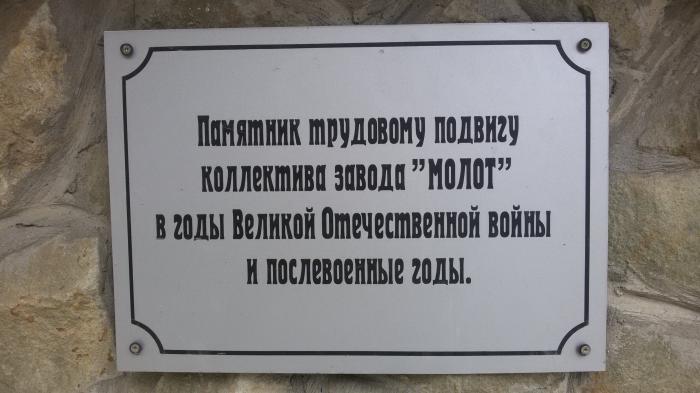 Памятник трудовому подвигу
коллектива завода "МОЛОТ"
в годы Великой Отечественной войны
и послевоенные годы.